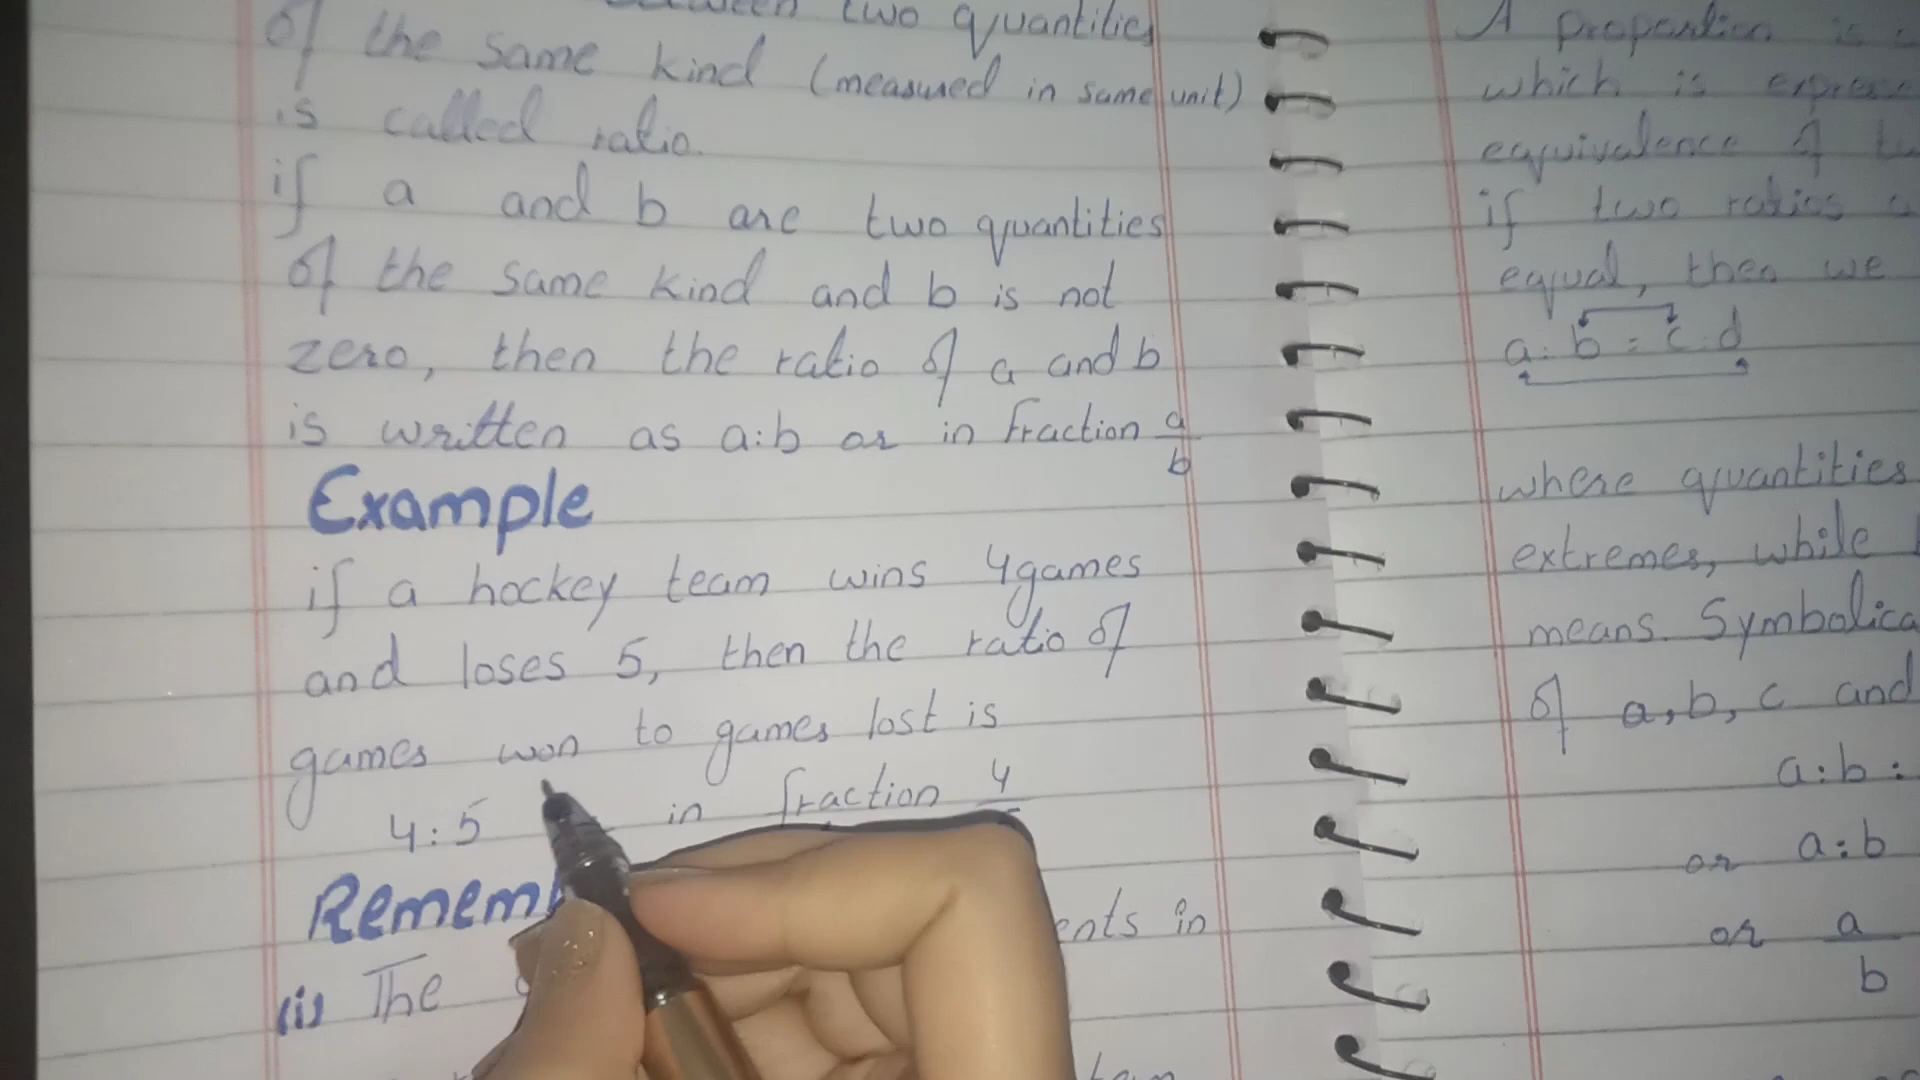 between two quantities
of the same kind (measured in same unit)
is called ratio.
if a and b are two quantities
of the same kind and b is not
zero, then the ratio of a and b
is written as a:b or in fraction a/b
Example
if a hockey team wins 4games
and loses 5, then the ratio of
games won to games lost is
4:5 in fraction 4
in
(i) The
A proportion is
which is
equivalence of
if two ratios
equal, then we
a:b = c:d
where quantities
extremes, while
means. Symbolica
of a, b, c and
a:b:
or a:b
or a/b